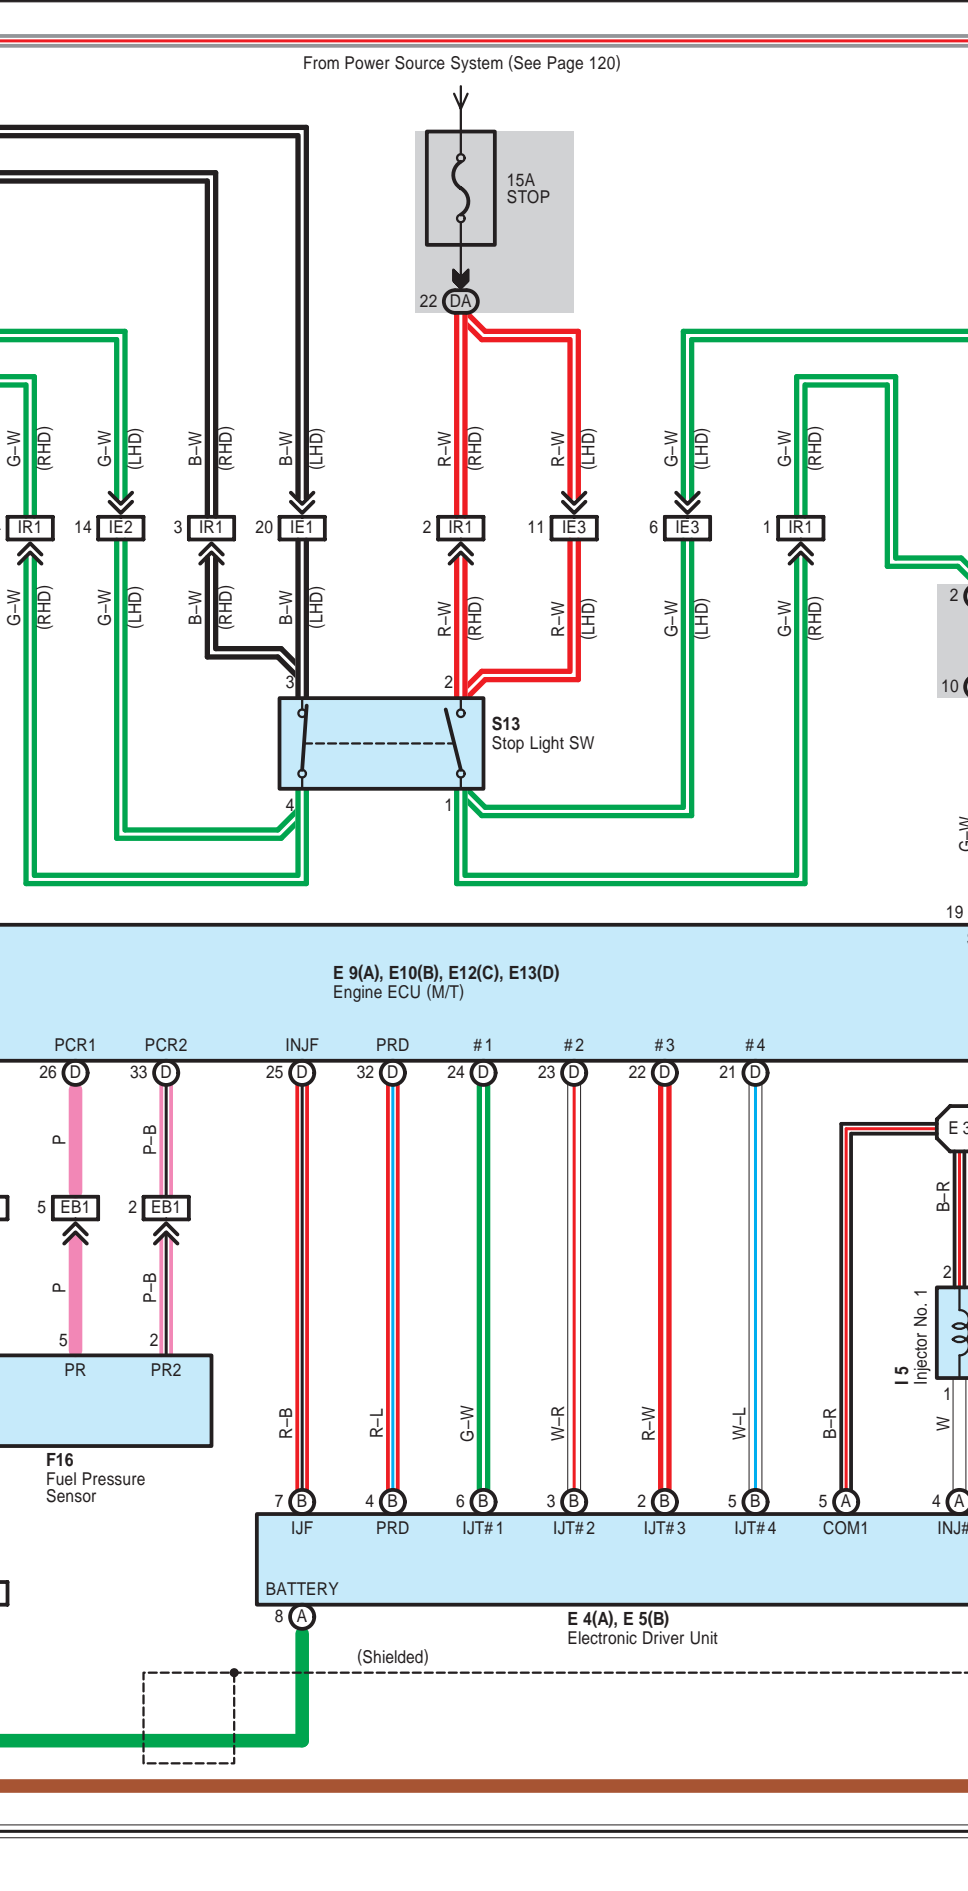 From Power Source System (See Page 120)
15A
STOP
22 DA
G–W (RHD)
G–W (LHD)
B–W (RHD)
B–W (LHD)
R–W (RHD)
R–W (LHD)
G–W (LHD)
G–W (RHD)
IR1
14 IE2
3 IR1
20 IE1
2 IR1
11 IE3
6 IE3
1 IR1
G–W (RHD)
G–W (LHD)
B–W (RHD)
B–W (LHD)
R–W (RHD)
R–W (LHD)
G–W (LHD)
G–W (RHD)
2
10
3
2
S13
Stop Light SW
4
1
G–W
19
E 9(A), E10(B), E12(C), E13(D)
Engine ECU (M/T)
PCR1
PCR2
INJF
PRD
#1
#2
#3
#4
26 D
33 D
25 D
32 D
24 D
23 D
22 D
21 D
P
P–B
E 3
5 EB1
2 EB1
B–R
P
P–B
2
5
2
PR
PR2
I 5
Injector No. 1
1
R–B
R–L
G–W
W–R
R–W
W–L
B–R
W
F16
Fuel Pressure
Sensor
7 B
4 B
6 B
3 B
2 B
5 B
5 A
4 A
IJF
PRD
IJT#1
IJT#2
IJT#3
IJT#4
COM1
INJ#
BATTERY
8 A
E 4(A), E 5(B)
Electronic Driver Unit
(Shielded)